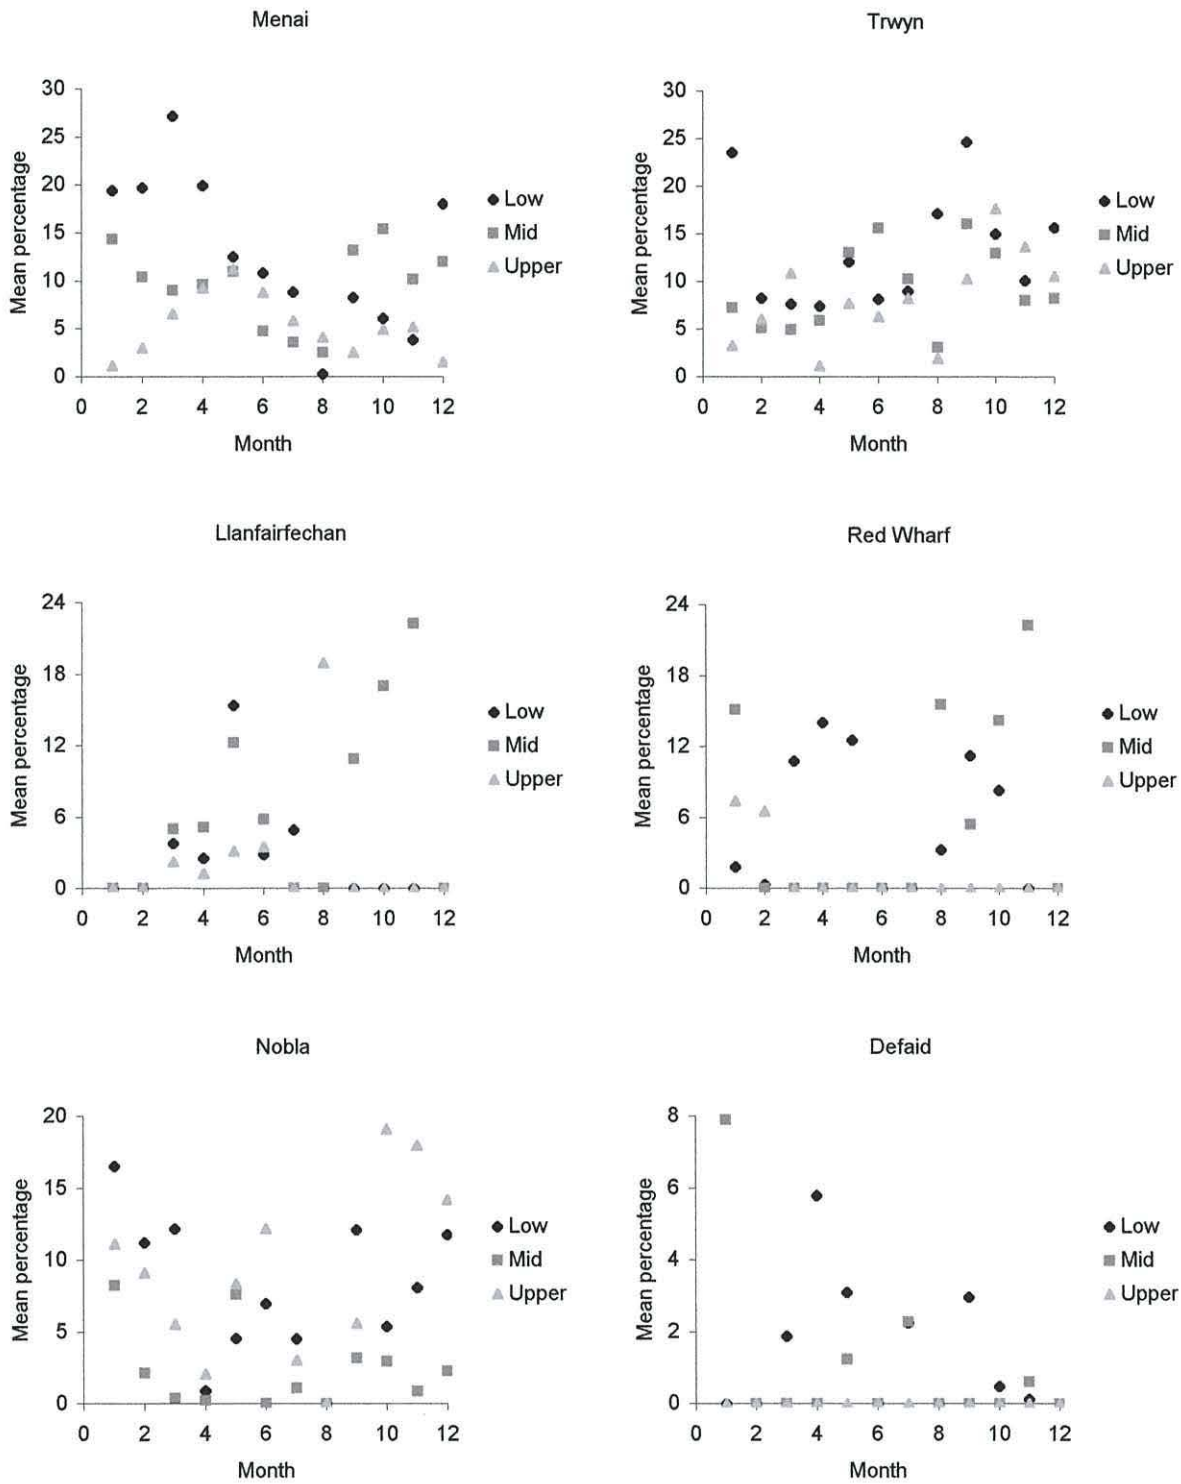 Menai
30
25
20
15
10
5
0
Mean percentage
0 2 4 6 8 10 12
Month
Low
Mid
Upper
Trwyn
30
25
20
15
10
5
0
Mean percentage
0 2 4 6 8 10 12
Month
Low
Mid
Upper
Llanfairfechan
24
18
12
6
0
Mean percentage
0 2 4 6 8 10 12
Month
Low
Mid
Upper
Red Wharf
24
18
12
6
0
Mean percentage
0 2 4 6 8 10 12
Month
Low
Mid
Upper
Nobla
20
15
10
5
0
Mean percentage
0 2 4 6 8 10 12
Month
Low
Mid
Upper
Defaid
8
6
4
2
0
Mean percentage
0 2 4 6 8 10 12
Month
Low
Mid
Upper